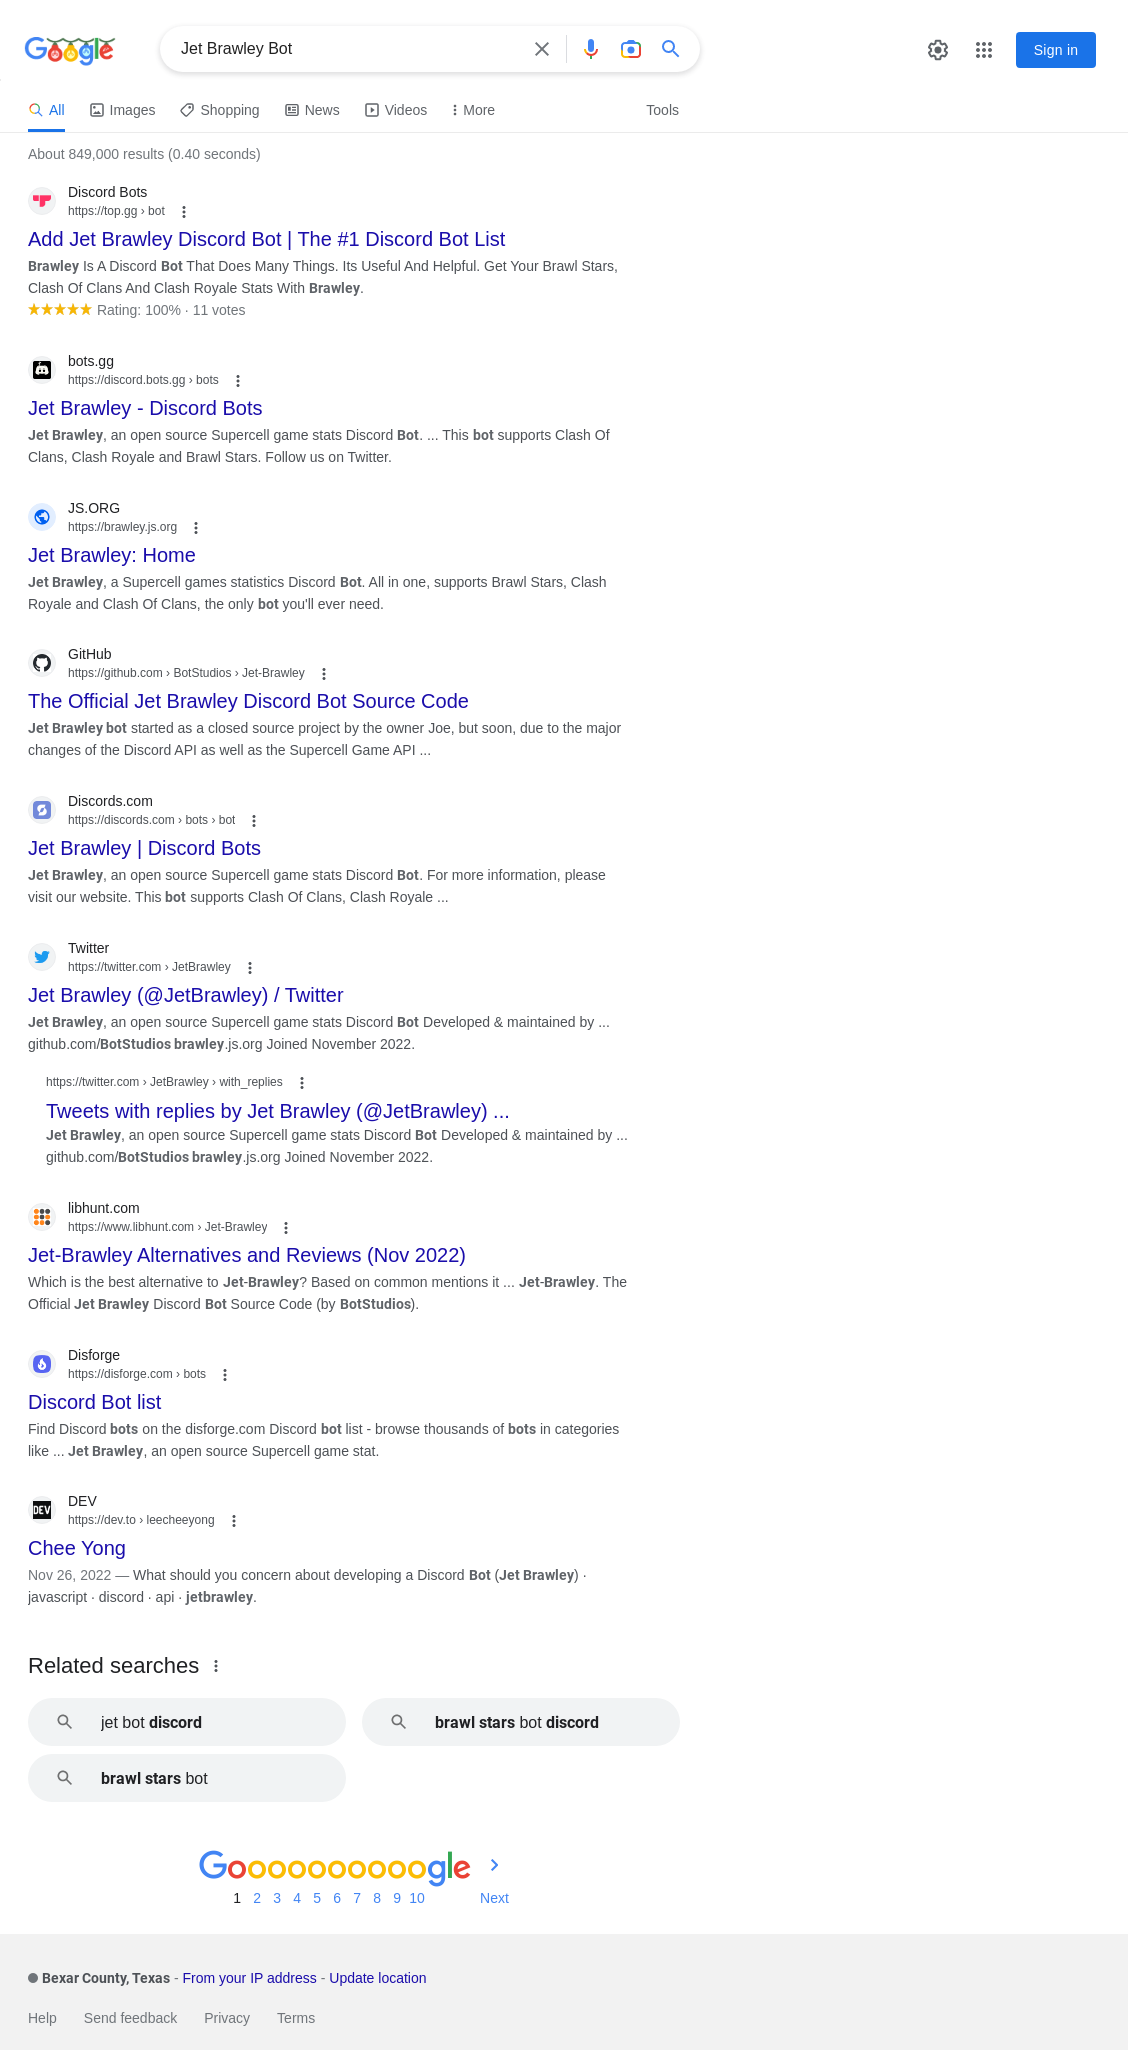 Google
Jet Brawley Bot
Sign in
All
Images
Shopping
News
Videos
More
Tools
About 849,000 results (0.40 seconds)
Discord Bots
https://top.gg › bot
Add Jet Brawley Discord Bot | The #1 Discord Bot List
Brawley Is A Discord Bot That Does Many Things. Its Useful And Helpful. Get Your Brawl Stars,
Clash Of Clans And Clash Royale Stats With Brawley.
Rating: 100% · 11 votes
bots.gg
https://discord.bots.gg › bots
Jet Brawley - Discord Bots
Jet Brawley, an open source Supercell game stats Discord Bot. ... This bot supports Clash Of
Clans, Clash Royale and Brawl Stars. Follow us on Twitter.
JS.ORG
https://brawley.js.org
Jet Brawley: Home
Jet Brawley, a Supercell games statistics Discord Bot. All in one, supports Brawl Stars, Clash
Royale and Clash Of Clans, the only bot you'll ever need.
GitHub
https://github.com › BotStudios › Jet-Brawley
The Official Jet Brawley Discord Bot Source Code
Jet Brawley bot started as a closed source project by the owner Joe, but soon, due to the major
changes of the Discord API as well as the Supercell Game API ...
Discords.com
https://discords.com › bots › bot
Jet Brawley | Discord Bots
Jet Brawley, an open source Supercell game stats Discord Bot. For more information, please
visit our website. This bot supports Clash Of Clans, Clash Royale ...
Twitter
https://twitter.com › JetBrawley
Jet Brawley (@JetBrawley) / Twitter
Jet Brawley, an open source Supercell game stats Discord Bot Developed & maintained by ...
github.com/BotStudios brawley.js.org Joined November 2022.
https://twitter.com › JetBrawley › with_replies
Tweets with replies by Jet Brawley (@JetBrawley) ...
Jet Brawley, an open source Supercell game stats Discord Bot Developed & maintained by ...
github.com/BotStudios brawley.js.org Joined November 2022.
libhunt.com
https://www.libhunt.com › Jet-Brawley
Jet-Brawley Alternatives and Reviews (Nov 2022)
Which is the best alternative to Jet-Brawley? Based on common mentions it ... Jet-Brawley. The
Official Jet Brawley Discord Bot Source Code (by BotStudios).
Disforge
https://disforge.com › bots
Discord Bot list
Find Discord bots on the disforge.com Discord bot list - browse thousands of bots in categories
like ... Jet Brawley, an open source Supercell game stat.
DEV
DEV
https://dev.to › leecheeyong
Chee Yong
Nov 26, 2022 — What should you concern about developing a Discord Bot (Jet Brawley) ·
javascript · discord · api · jetbrawley.
Related searches
jet bot discord
brawl stars bot discord
brawl stars bot
Goooooooooogle
1 2 3 4 5 6 7 8 9 10 Next
Bexar County, Texas - From your IP address - Update location
Help Send feedback Privacy Terms